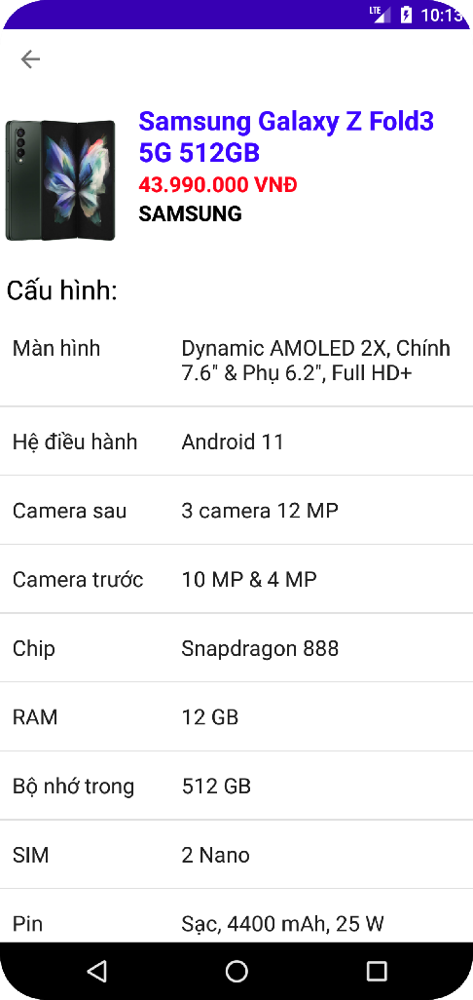 LTE 10:13
Samsung Galaxy Z Fold3
5G 512GB
43.990.000 VNĐ
SAMSUNG
Cấu hình:
Màn hình Dynamic AMOLED 2X, Chính
7.6" & Phụ 6.2", Full HD+
Hệ điều hành Android 11
Camera sau 3 camera 12 MP
Camera trước 10 MP & 4 MP
Chip Snapdragon 888
RAM 12 GB
Bộ nhớ trong 512 GB
SIM 2 Nano
Pin Sạc, 4400 mAh, 25 W